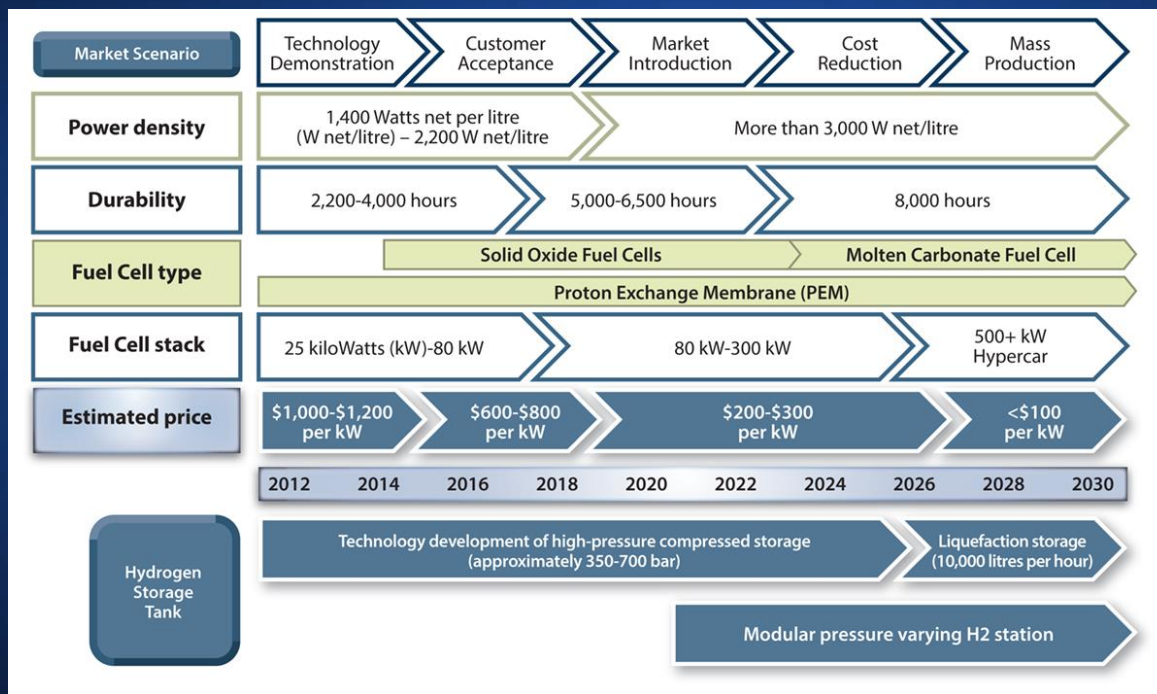 Market Scenario
Technology
Demonstration
Customer
Acceptance
Market
Introduction
Cost
Reduction
Mass
Production
Power density
1,400 Watts net per litre
(W net/litre) – 2,200 W net/litre
More than 3,000 W net/litre
Durability
2,200-4,000 hours
5,000-6,500 hours
8,000 hours
Fuel Cell type
Solid Oxide Fuel Cells
Molten Carbonate Fuel Cell
Proton Exchange Membrane (PEM)
Fuel Cell stack
25 kiloWatts (kW)-80 kW
80 kW-300 kW
500+ kW
Hypercar
Estimated price
$1,000-$1,200
per kW
$600-$800
per kW
$200-$300
per kW
<$100
per kW
2012 2014 2016 2018 2020 2022 2024 2026 2028 2030
Hydrogen
Storage
Tank
Technology development of high-pressure compressed storage
(approximately 350-700 bar)
Liquefaction storage
(10,000 litres per hour)
Modular pressure varying H2 station